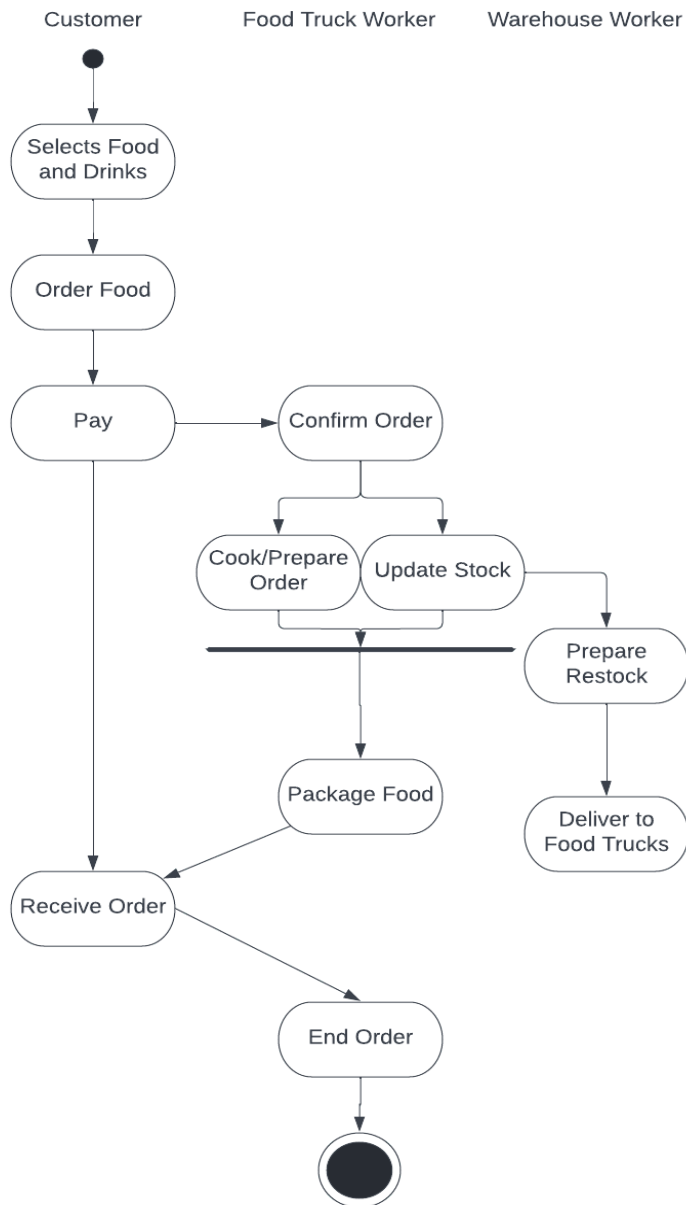 Customer
Food Truck Worker
Warehouse Worker
Selects Food
and Drinks
Order Food
Pay
Confirm Order
Cook/Prepare
Order
Update Stock
Prepare
Restock
Package Food
Deliver to
Food Trucks
Receive Order
End Order